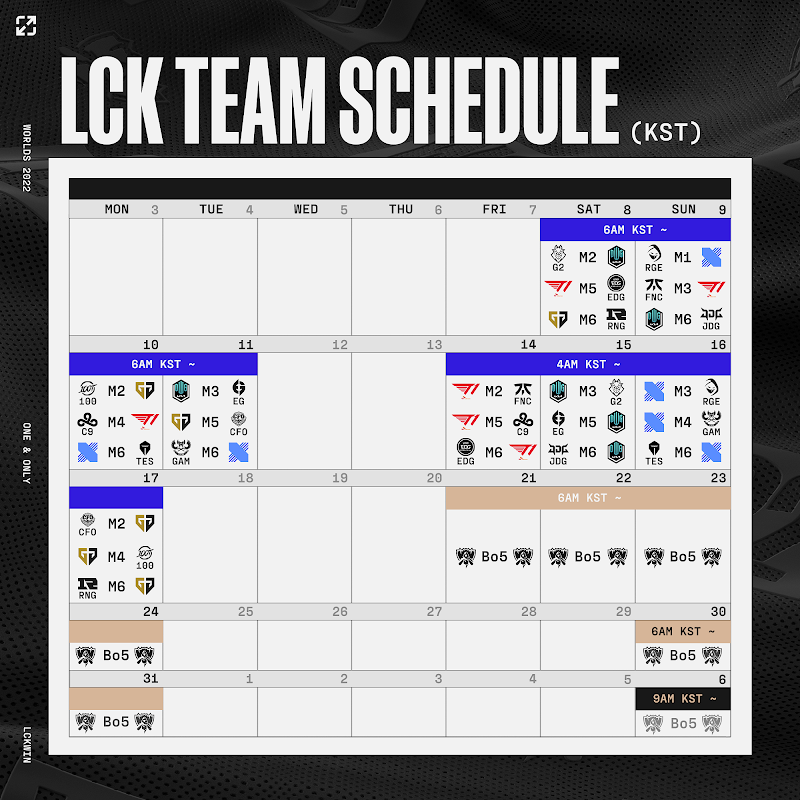 LCK TEAM SCHEDULE (KST)
WORLDS 2022
ONE & ONLY
LCKWIN
MON 3 TUE 4 WED 5 THU 6 FRI 7 SAT 8 SUN 9
6AM KST ~
M2 M1
G2 RGE
M5 M3
EDG FNC
M6 M6
RNG JDG
10 11 12 13 14 15 16
6AM KST ~ 4AM KST ~
M2 M3 M2 M3 M3
100 EG FNC G2 RGE
M4 M5 M5 M5 M4
C9 CFO C9 EG GAM
M6 M6 M6 M6 M6
TES GAM EDG JDG TES
17 18 19 20 21 22 23
6AM KST ~
M2
CFO
M4 Bo5 Bo5 Bo5
100
M6
RNG
24 25 26 27 28 29 30
6AM KST ~
Bo5 Bo5
31 1 2 3 4 5 6
9AM KST ~
Bo5 Bo5